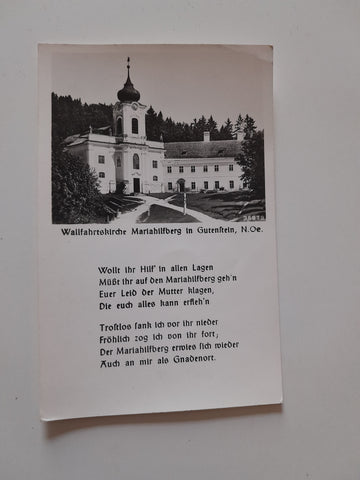 Wallfahrtskirche Mariahilfberg in Gutenstein, N.Oe.
Wollt ihr Hilf' in allen Lagen
Müßt ihr auf den Mariahilfberg geh'n
Euer Leid der Mutter klagen,
Die euch alles kann erfleh'n.
Trostlos sank ich vor ihr nieder
Fröhlich zog ich von ihr fort;
Der Mariahilfberg erwies sich wieder
Auch an mir als Gnadenort.